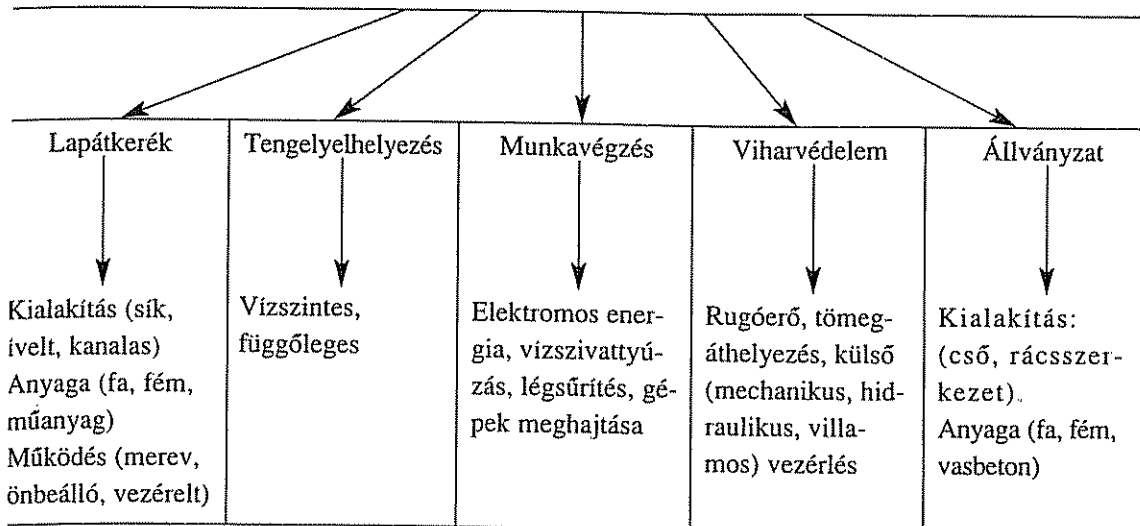 Lapátkerék
Kialakítás (sík,
ívelt, kanalas)
Anyaga (fa, fém,
műanyag)
Működés (merev,
önbeálló, vezérelt)
Tengelyelhelyezés
Vízszintes,
függőleges
Munkavégzés
Elektromos ener-
gia, vízszivattyú-
zás, légsűrítés, gé-
pek meghajtása
Viharvédelem
Rugóerő, tömeg-
áthelyezés, külső
(mechanikus, hid-
raulikus, villa-
mos) vezérlés
Állványzat
Kialakítás:
(cső, rácsszer-
kezet).
Anyaga (fa, fém,
vasbeton)